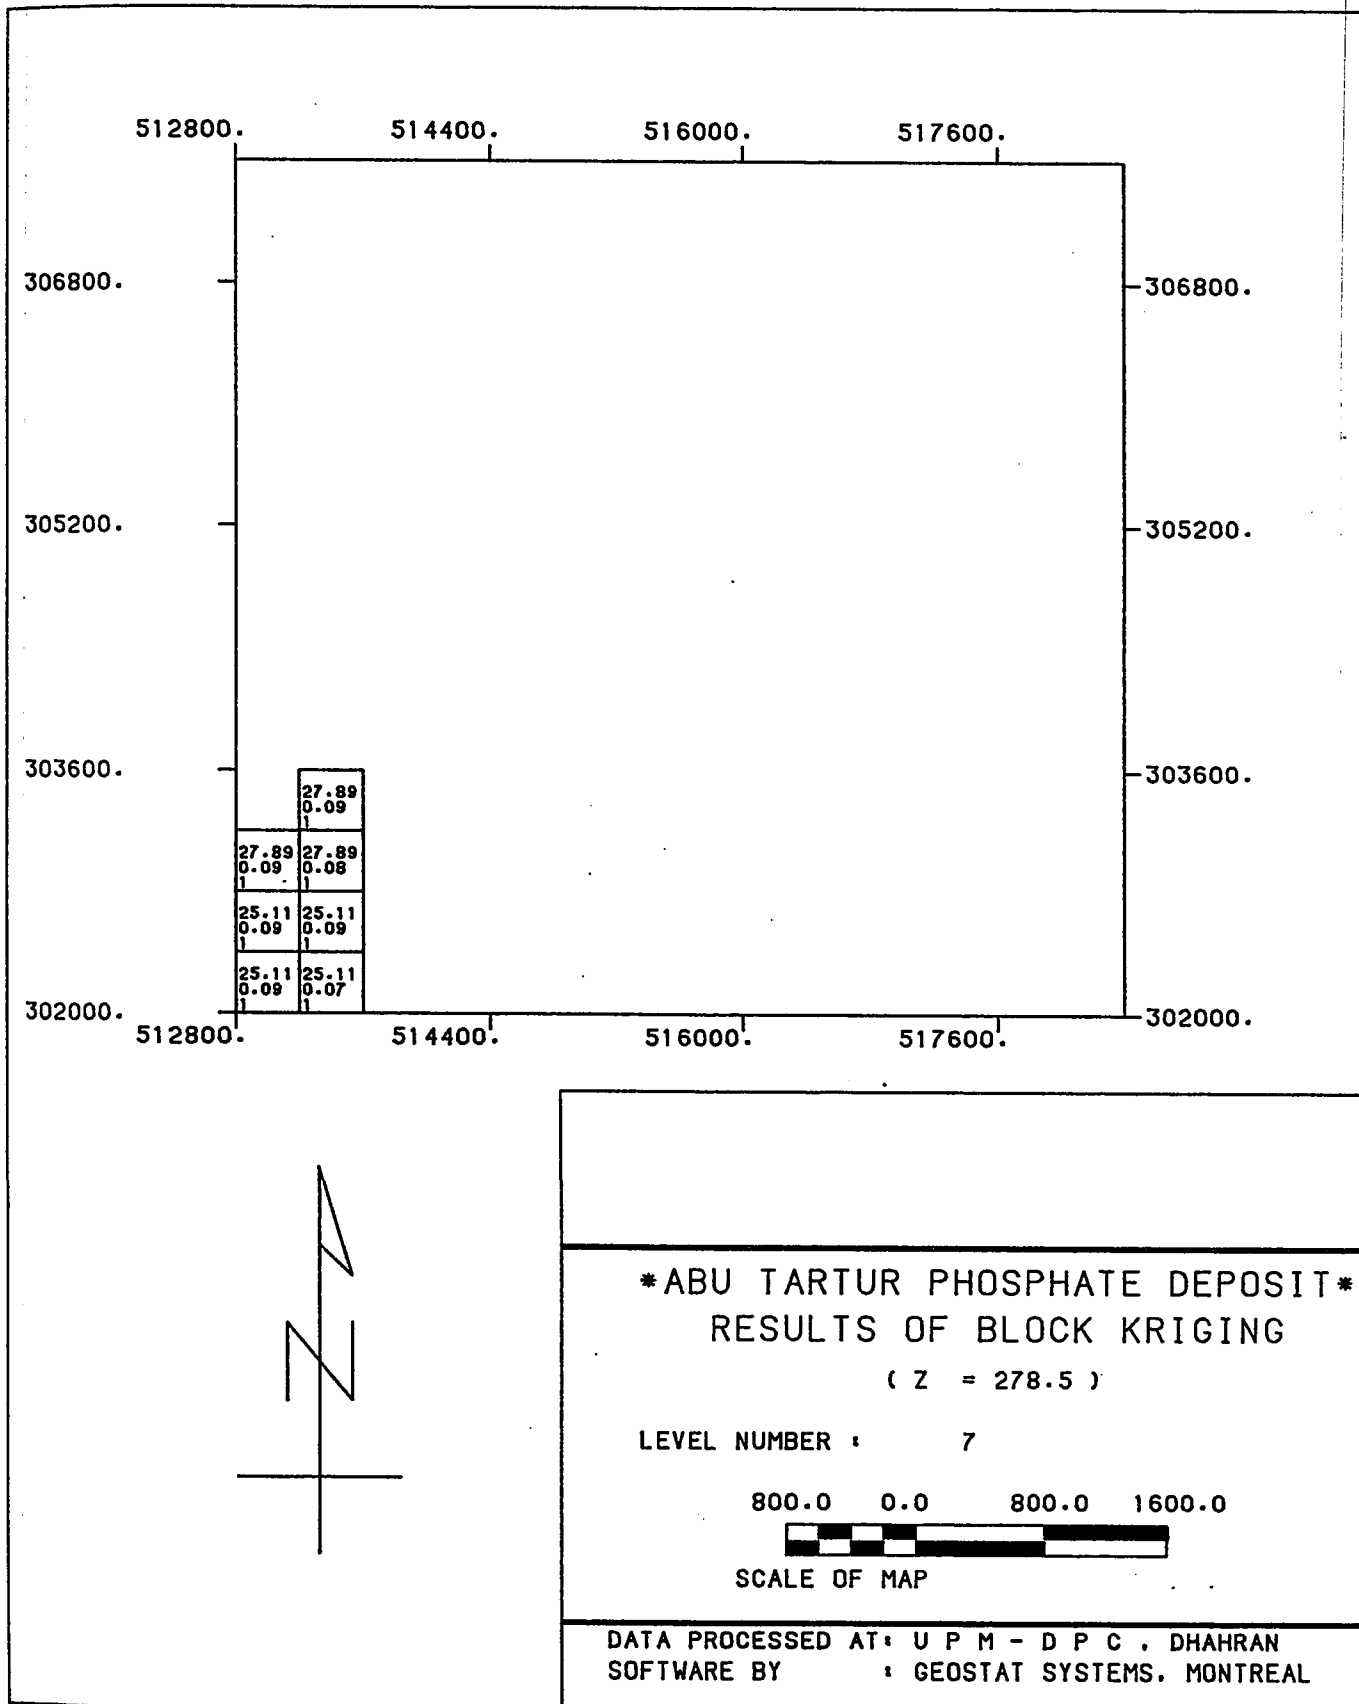 512800. 514400. 516000. 517600.
306800. 306800.
305200. 305200.
303600. 303600.
27.89
0.09
1
27.89 27.89
0.09 0.08
1 1
25.11 25.11
0.09 0.09
1 1
25.11 25.11
0.09 0.07
1 1
302000. 302000.
512800. 514400. 516000. 517600.
N
*ABU TARTUR PHOSPHATE DEPOSIT*
RESULTS OF BLOCK KRIGING
( Z = 278.5 )
LEVEL NUMBER : 7
800.0 0.0 800.0 1600.0
SCALE OF MAP
DATA PROCESSED AT: U P M - D P C . DHAHRAN
SOFTWARE BY : GEOSTAT SYSTEMS. MONTREAL